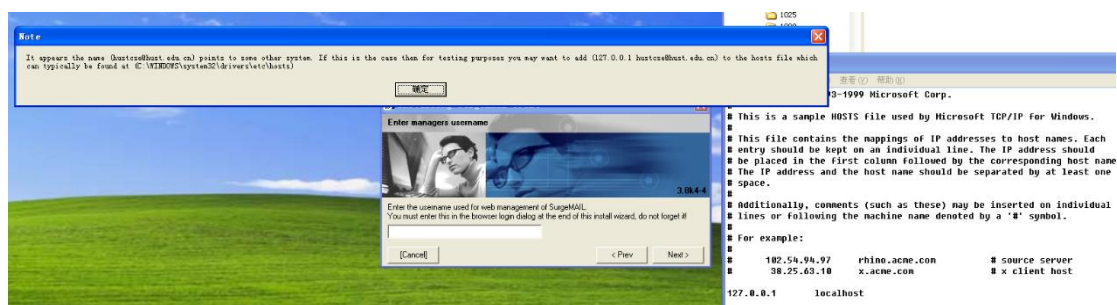 Note
It appears the name (hustcse@hust.edu.cn) points to some other system. If this is the case then for testing purposes you may want to add (127.0.0.1 hustcse@hust.edu.cn) to the hosts file which
can typically be found at (C:\WINDOWS\system32\drivers\etc\hosts)
确定
Enter managers username
3.8k4-4
Enter the username used for web management of SurgeMAIL.
You must enter this in the browser login dialog at the end of this install wizard, do not forget it!
[Cancel]
< Prev
Next >
1025
查看(V) 帮助(H)
3-1999 Microsoft Corp.
#
# This is a sample HOSTS file used by Microsoft TCP/IP for Windows.
#
# This file contains the mappings of IP addresses to host names. Each
# entry should be kept on an individual line. The IP address should
# be placed in the first column followed by the corresponding host name
# The IP address and the host name should be separated by at least one
# space.
#
# Additionally, comments (such as these) may be inserted on individual
# lines or following the machine name denoted by a '#' symbol.
#
# For example:
#
# 102.54.94.97 rhino.acme.com # source server
# 38.25.63.10 x.acme.com # x client host
127.0.0.1 localhost